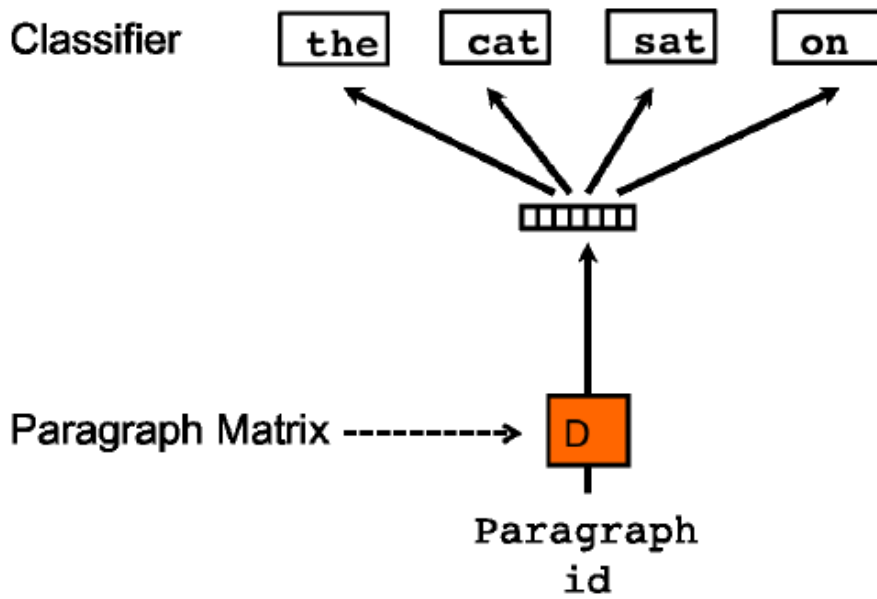 Classifier the cat sat on
Paragraph Matrix D
Paragraph
id